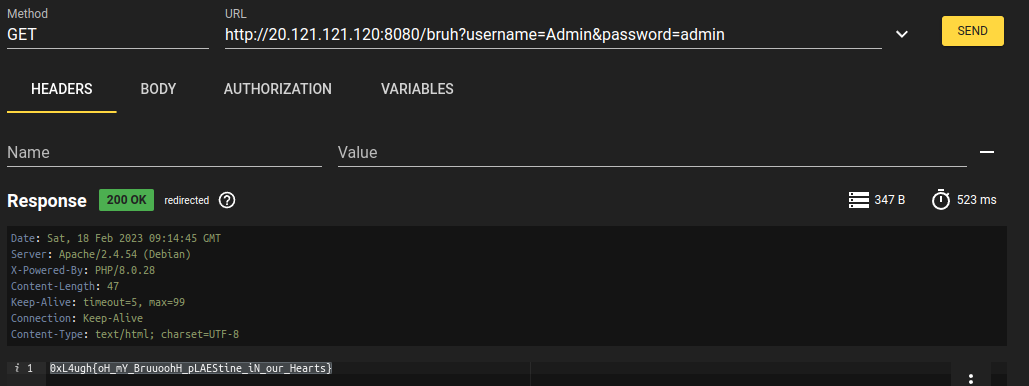 Method
URL
GET
http://20.121.121.120:8080/bruh?username=Admin&password=admin
SEND
HEADERS
BODY
AUTHORIZATION
VARIABLES
Name
Value
Response
200 OK
redirected
347 B
523 ms
Date: Sat, 18 Feb 2023 09:14:45 GMT
Server: Apache/2.4.54 (Debian)
X-Powered-By: PHP/8.0.28
Content-Length: 47
Keep-Alive: timeout=5, max=99
Connection: Keep-Alive
Content-Type: text/html; charset=UTF-8
i 1 0xL4ugh{oH_mY_BruuoohH_pLAEStine_iN_our_Hearts}